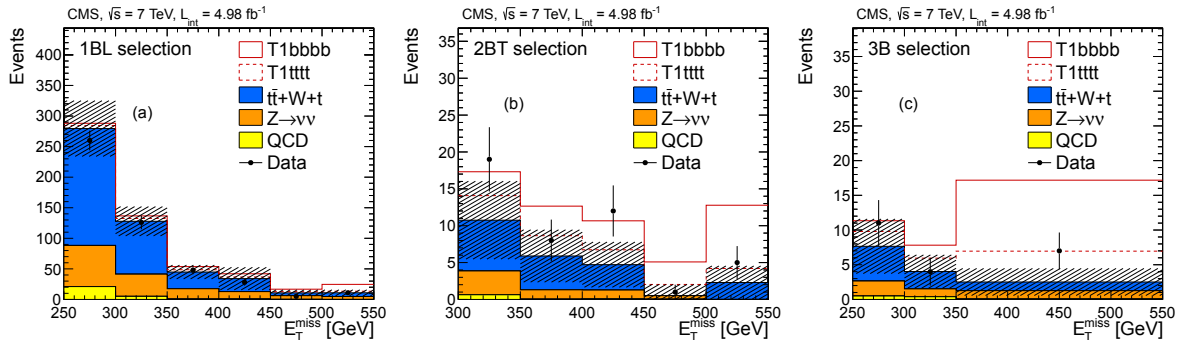 CMS, √s = 7 TeV, L_int = 4.98 fb⁻¹
Events
450
400
350
300
250
200
150
100
50
0
1BL selection
(a)
T1bbbb
T1tttt
tt̄+W+t
Z→νν
QCD
Data
250 300 350 400 450 500 550
E_T^miss [GeV]
CMS, √s = 7 TeV, L_int = 4.98 fb⁻¹
Events
40
35
30
25
20
15
10
5
0
2BT selection
(b)
T1bbbb
T1tttt
tt̄+W+t
Z→νν
QCD
Data
300 350 400 450 500 550
E_T^miss [GeV]
CMS, √s = 7 TeV, L_int = 4.98 fb⁻¹
Events
35
30
25
20
15
10
5
0
3B selection
(c)
T1bbbb
T1tttt
tt̄+W+t
Z→νν
QCD
Data
250 300 350 400 450 500 550
E_T^miss [GeV]